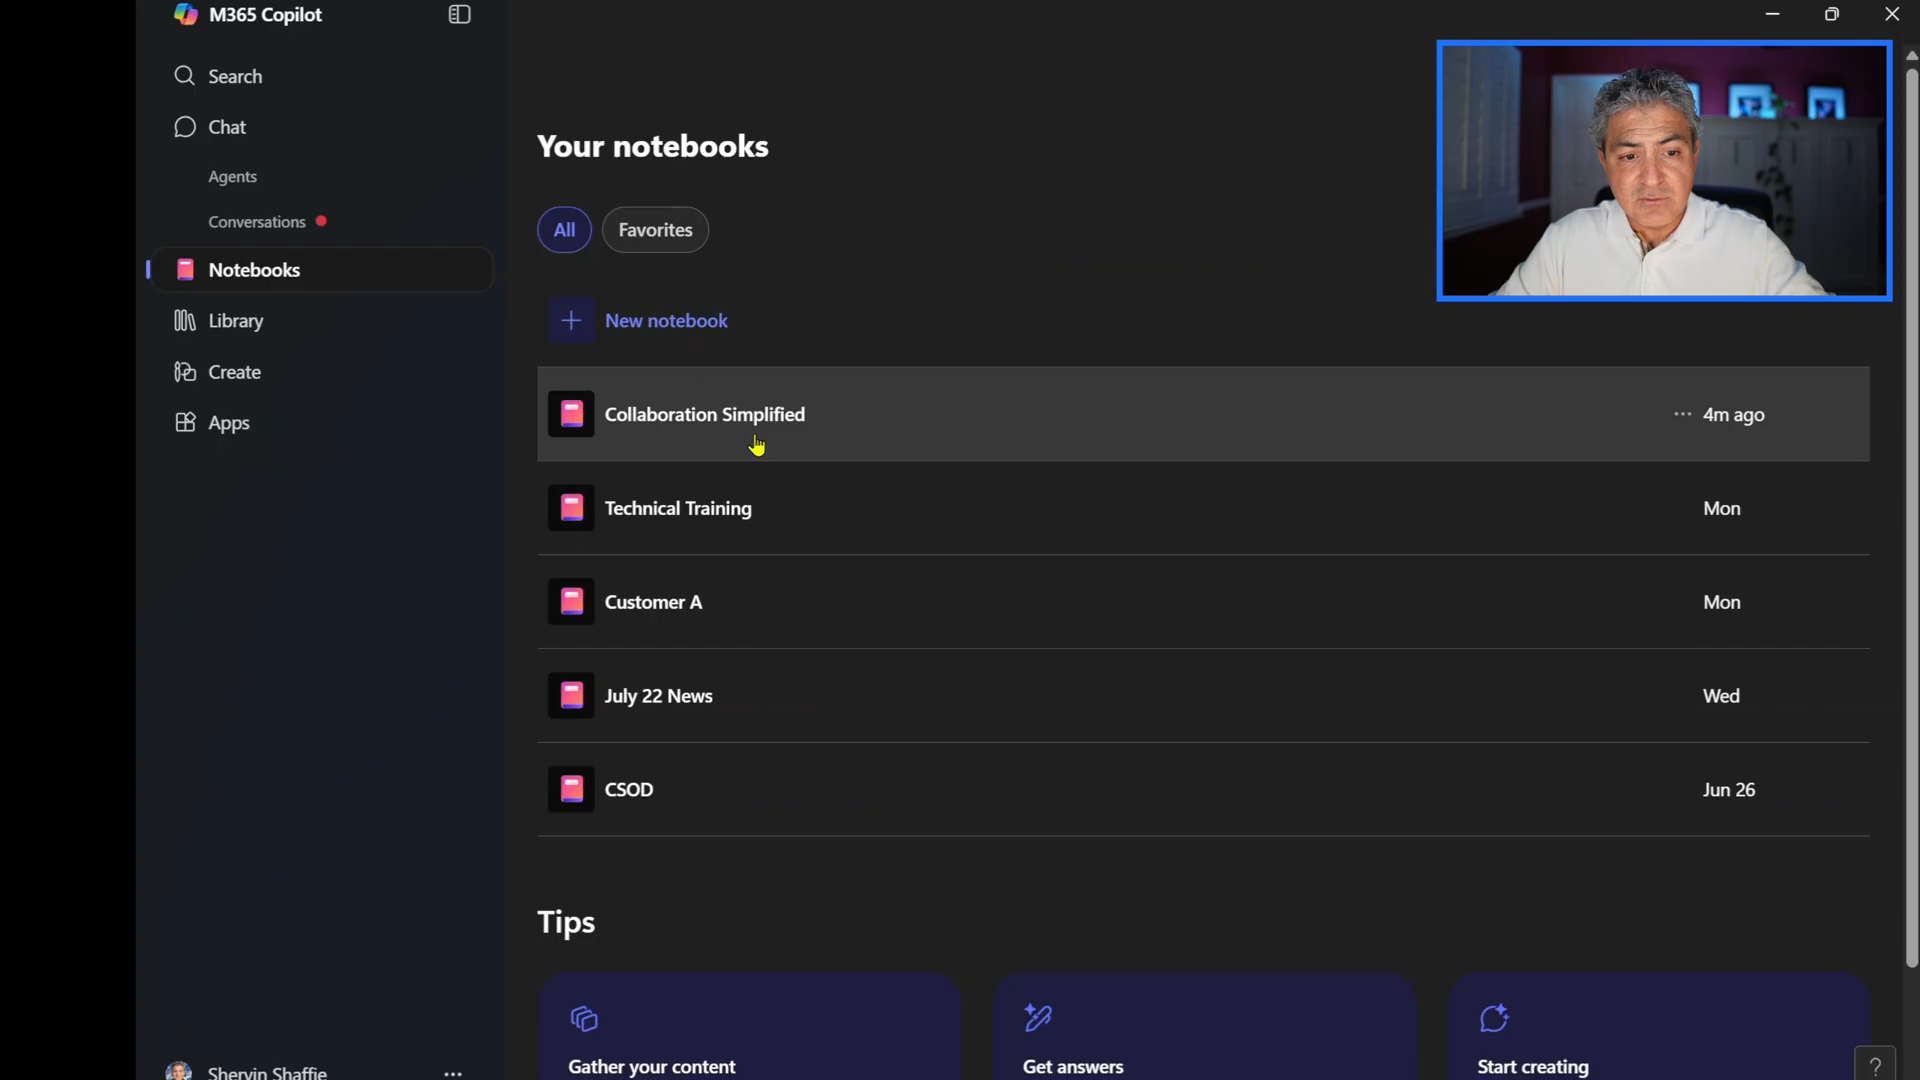 M365 Copilot
Search
Chat
Agents
Conversations
Notebooks
Library
Create
Apps
Shervin Shaffie
Your notebooks
All
Favorites
New notebook
Collaboration Simplified
4m ago
Technical Training
Mon
Customer A
Mon
July 22 News
Wed
CSOD
Jun 26
Tips
Gather your content
Get answers
Start creating
?